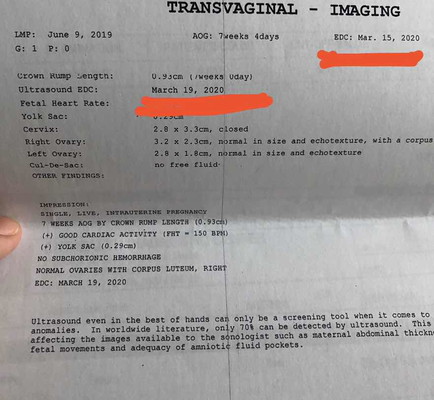 TRANSVAGINAL - IMAGING
LMP: June 9, 2019 AOG: 7weeks 4days EDC: Mar. 15, 2020
G: 1 P: 0
Crown Rump Length: 0.93cm (7weeks 0day)
Ultrasound EDC: March 19, 2020
Fetal Heart Rate:
Yolk Sac: 0.29cm
Cervix: 2.8 x 3.3cm, closed
Right Ovary: 3.2 x 2.3cm, normal in size and echotexture, with a corpus
Left Ovary: 2.8 x 1.8cm, normal in size and echotexture
Cul-De-Sac: no free fluid
OTHER FINDINGS:
IMPRESSION:
SINGLE, LIVE, INTRAUTERINE PREGNANCY
7 WEEKS AOG BY CROWN RUMP LENGTH (0.93cm)
(+) GOOD CARDIAC ACTIVITY (FHT = 150 BPM)
(+) YOLK SAC (0.29cm)
NO SUBCHORIONIC HEMORRHAGE
NORMAL OVARIES WITH CORPUS LUTEUM, RIGHT
EDC: MARCH 19, 2020
Ultrasound even in the best of hands can only be a screening tool when it comes to
anomalies. In worldwide literature, only 70% can be detected by ultrasound. This
affecting the images available to the sonologist such as maternal abdominal
fetal movements and adequacy of amniotic fluid pockets.